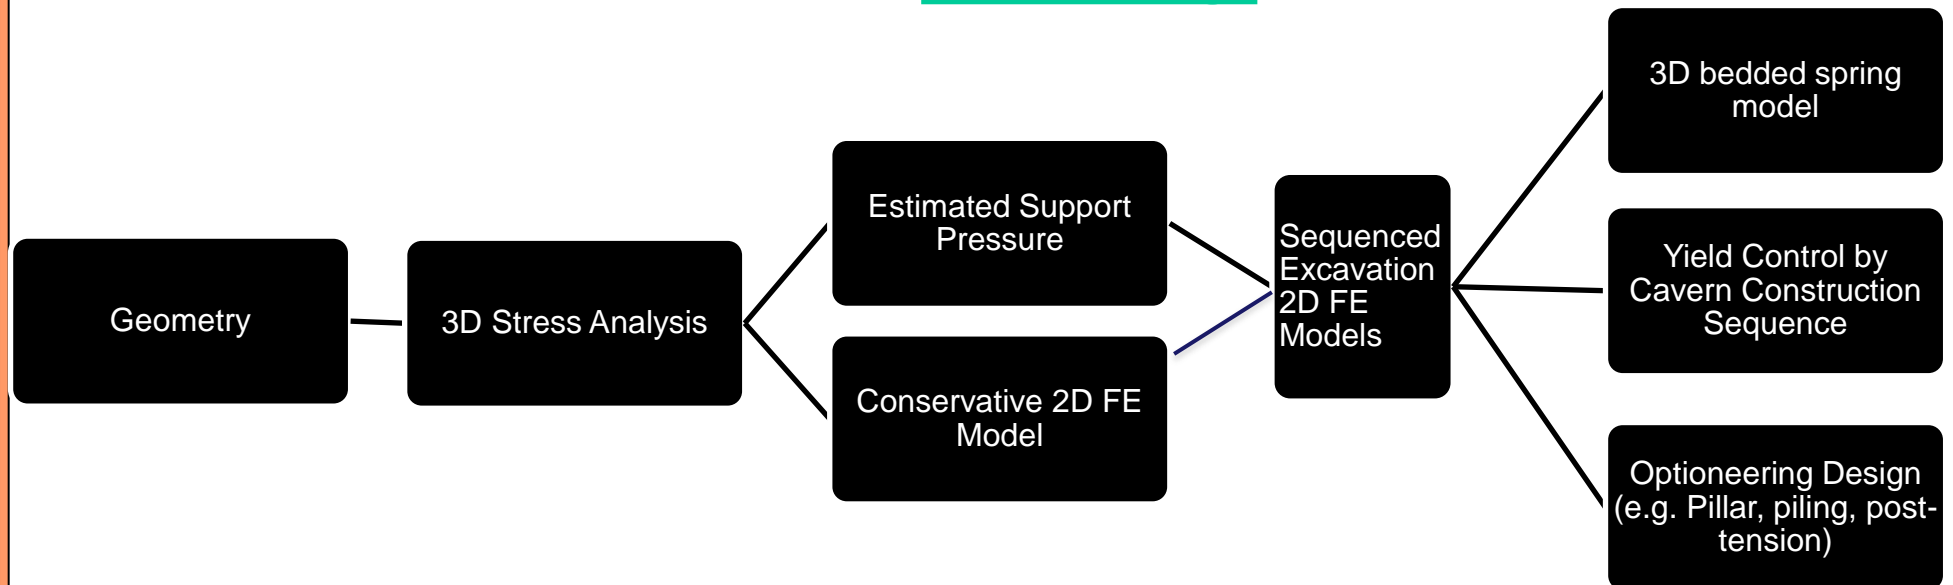 Geometry
3D Stress Analysis
Estimated Support
Pressure
Conservative 2D FE
Model
Sequenced
Excavation
2D FE
Models
3D bedded spring
model
Yield Control by
Cavern Construction
Sequence
Optioneering Design
(e.g. Pillar, piling, post-
tension)